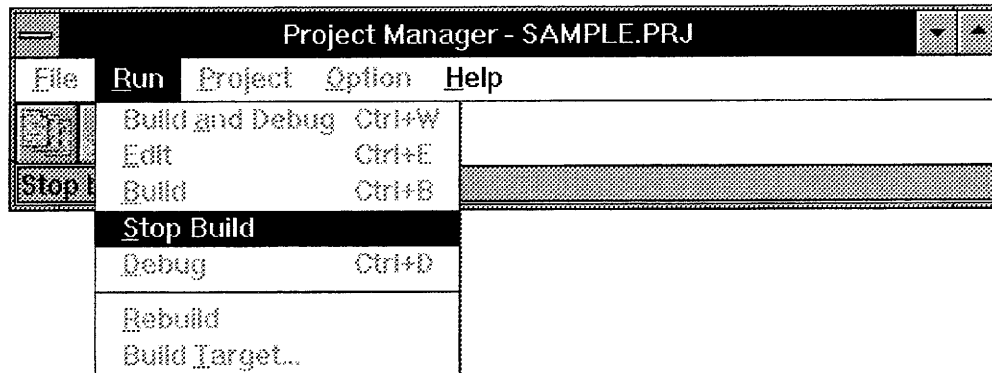 Project Manager - SAMPLE.PRJ
File Run Project Option Help
Build and Debug Ctrl+W
Edit Ctrl+E
Stop
Build Ctrl+B
Stop Build
Debug Ctrl+D
Rebuild
Build Target...